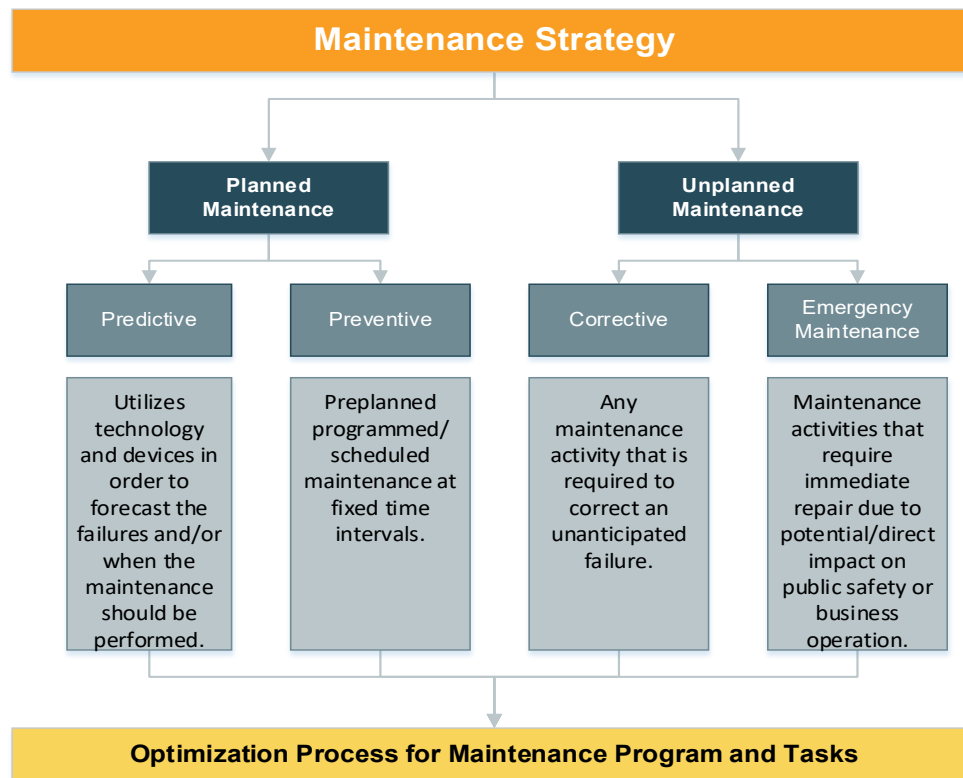 Maintenance Strategy
Planned
Maintenance
Unplanned
Maintenance
Predictive
Preventive
Corrective
Emergency
Maintenance
Utilizes
technology
and devices in
order to
forecast the
failures and/or
when the
maintenance
should be
performed.
Preplanned
programmed/
scheduled
maintenance at
fixed time
intervals.
Any
maintenance
activity that is
required to
correct an
unanticipated
failure.
Maintenance
activities that
require
immediate
repair due to
potential/direct
impact on
public safety or
business
operation.
Optimization Process for Maintenance Program and Tasks